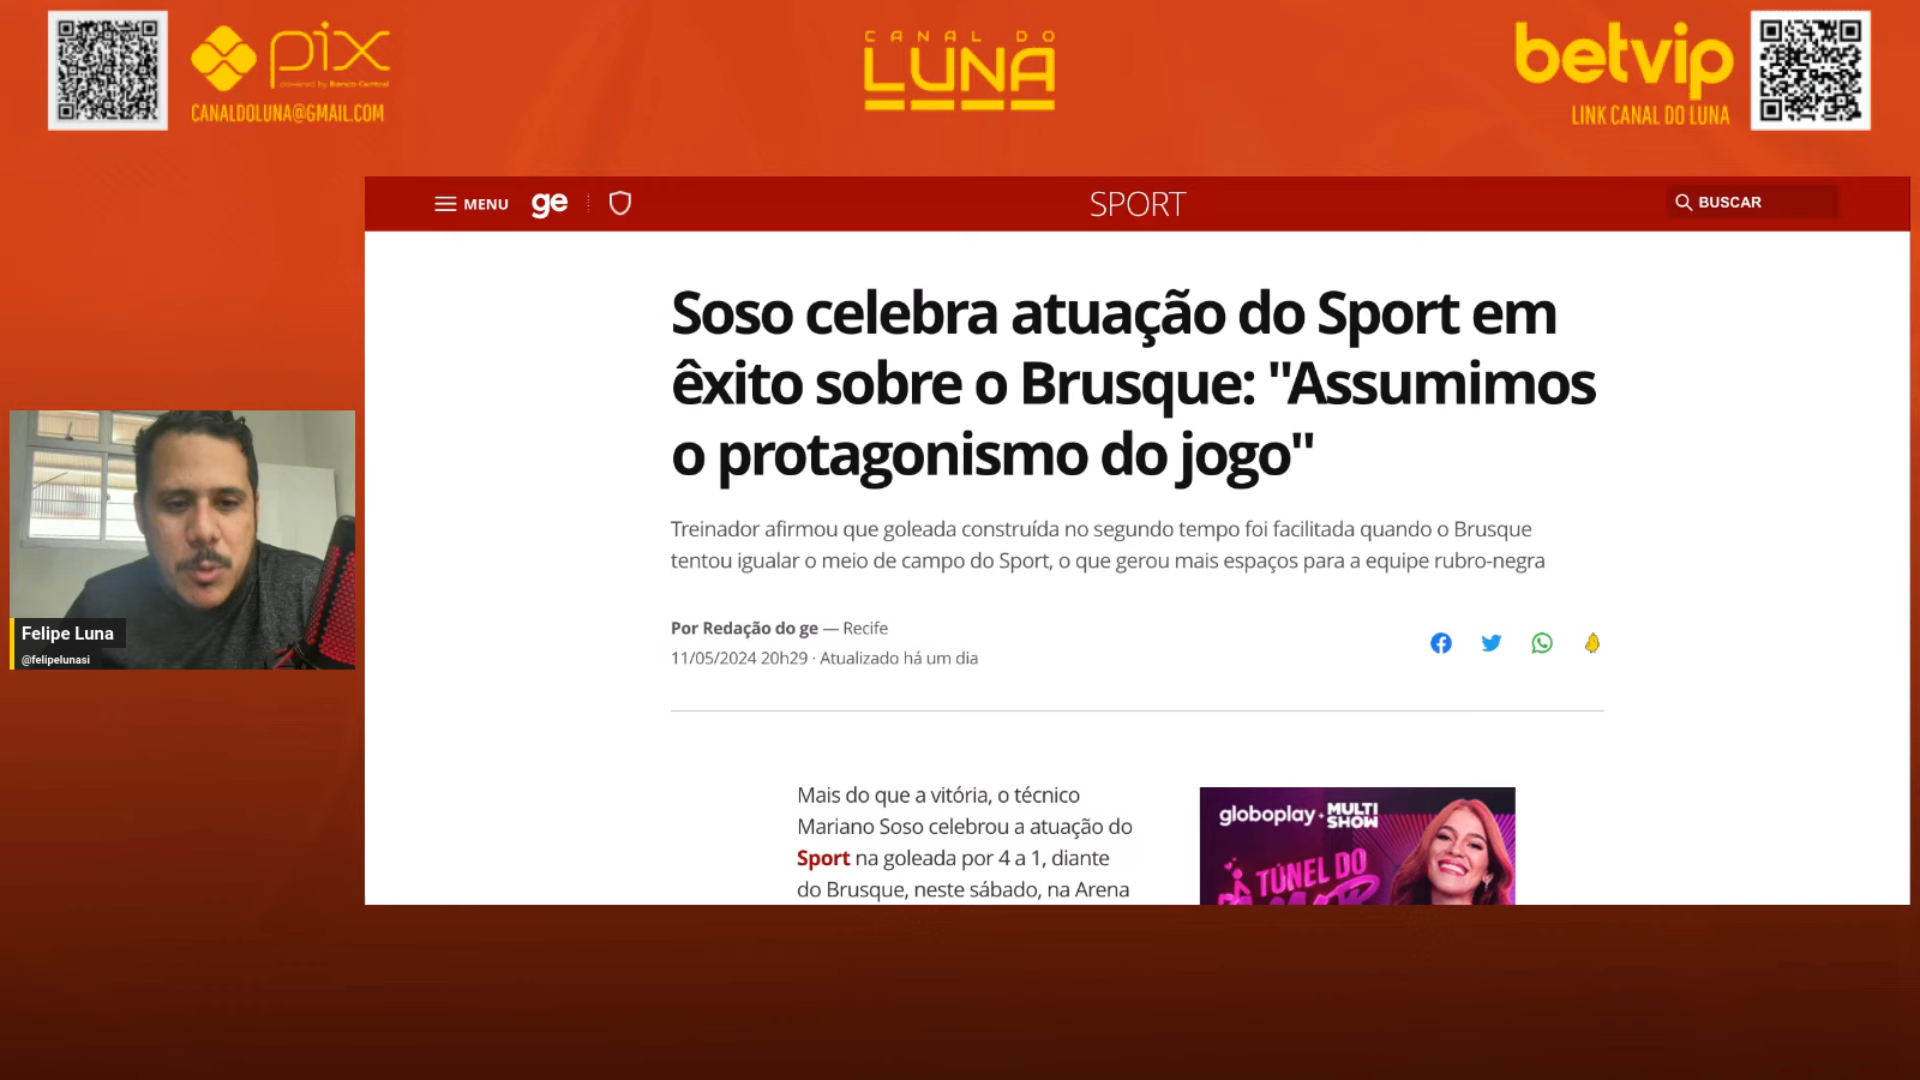 pix
powered by Banco Central
CANALDOLUNA@GMAIL.COM
CANAL DO
LUNA
betvip
LINK CANAL DO LUNA
MENU
ge
SPORT
BUSCAR
Soso celebra atuação do Sport em
êxito sobre o Brusque: "Assumimos
o protagonismo do jogo"
Treinador afirmou que goleada construída no segundo tempo foi facilitada quando o Brusque
tentou igualar o meio de campo do Sport, o que gerou mais espaços para a equipe rubro-negra
Por Redação do ge — Recife
11/05/2024 20h29 · Atualizado há um dia
Felipe Luna
@felipelunasi
Mais do que a vitória, o técnico
Mariano Soso celebrou a atuação do
Sport na goleada por 4 a 1, diante
do Brusque, neste sábado, na Arena
globoplay + MULTI
SHOW
TÚNEL DO